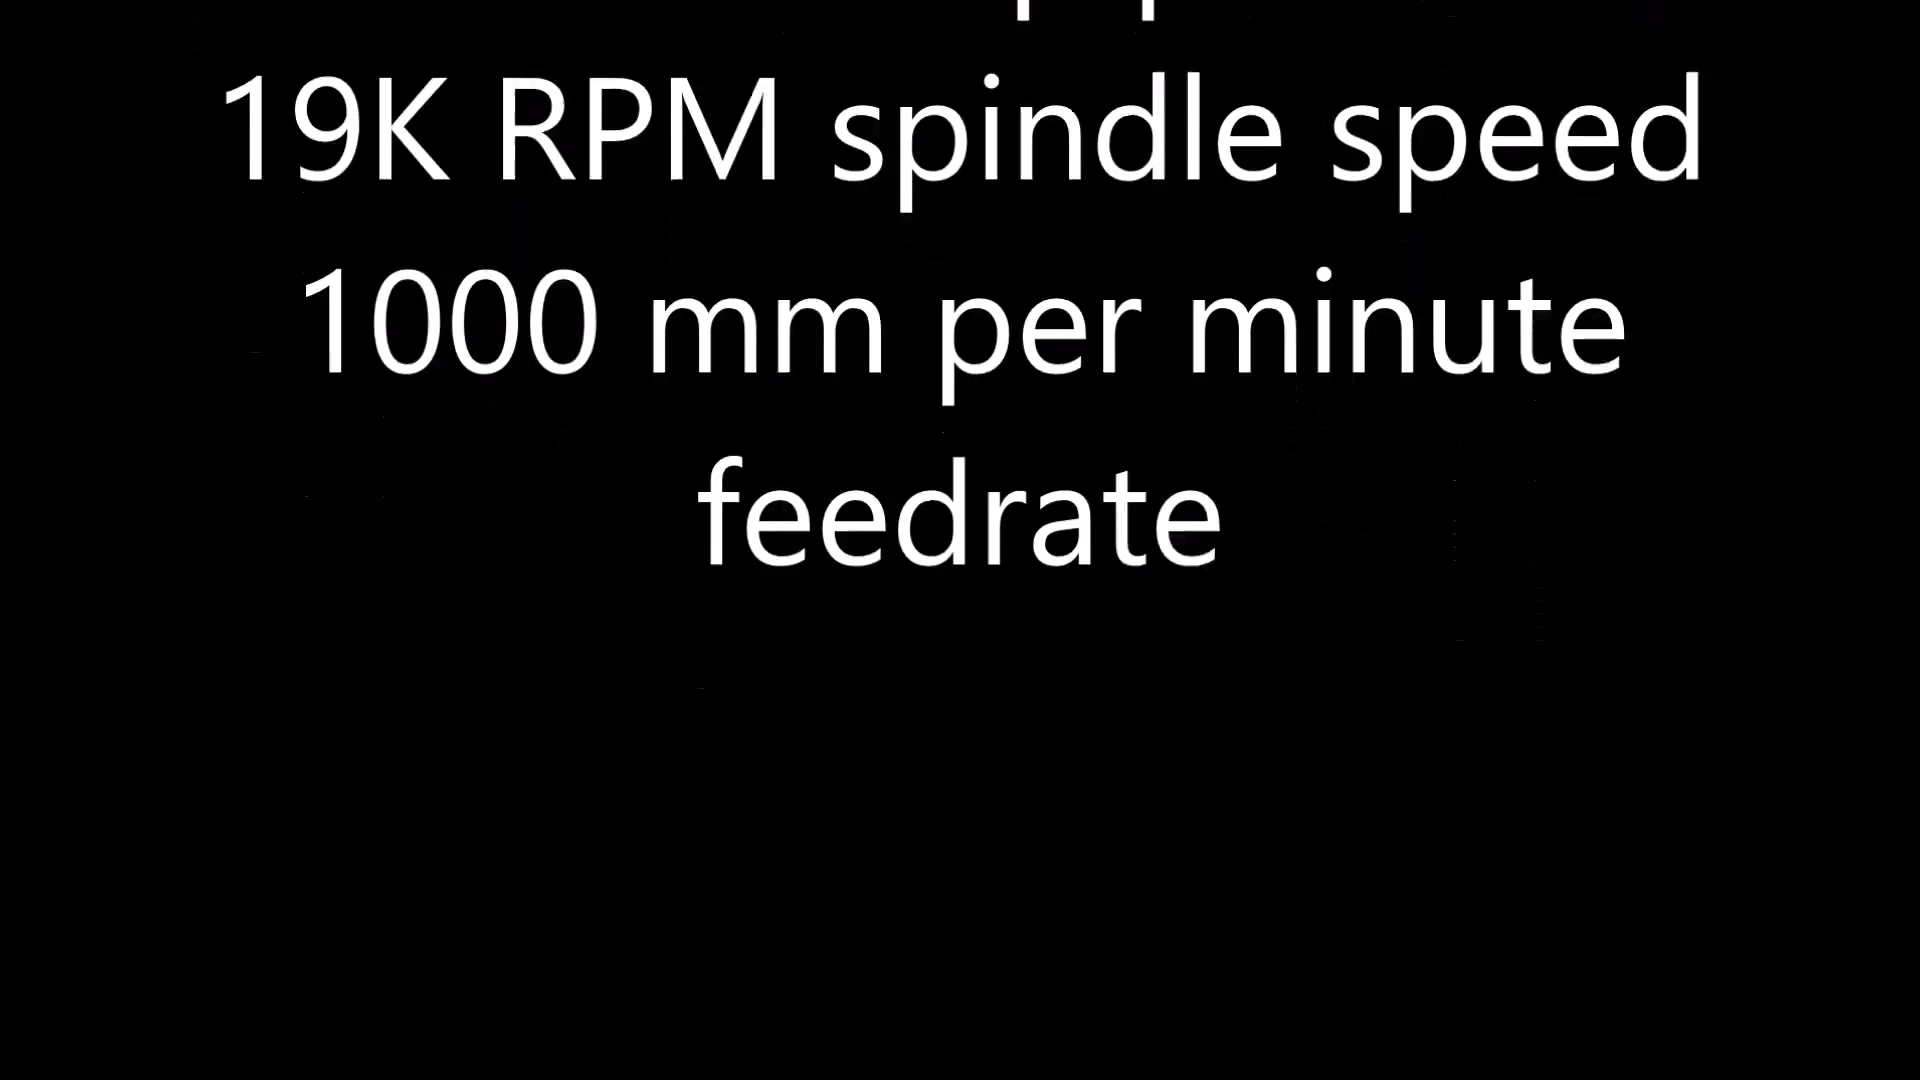 19K RPM spindle speed
1000 mm per minute
feedrate